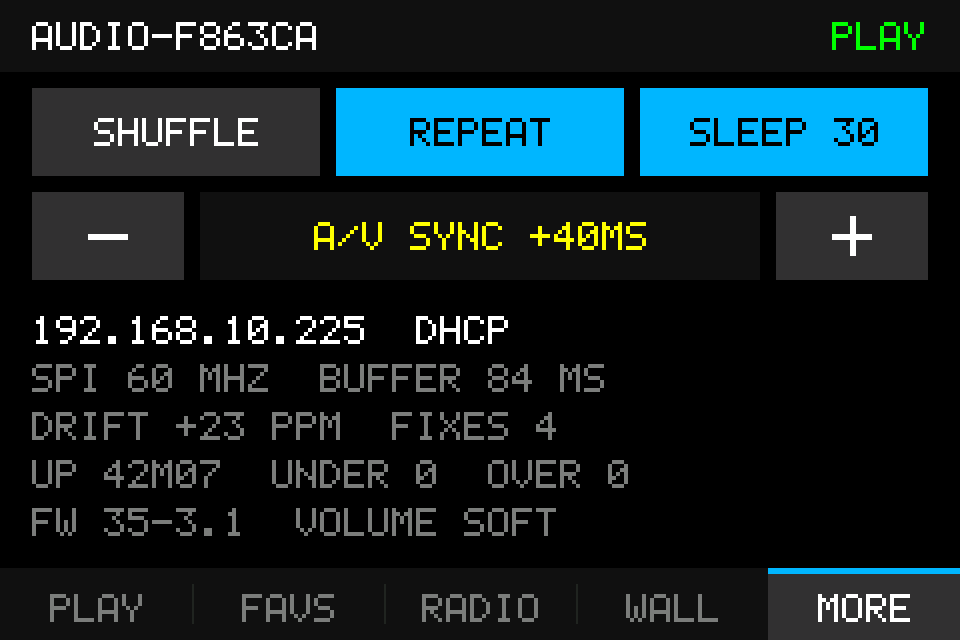 AUDIO-F863CA PLAY
SHUFFLE REPEAT SLEEP 30
− A/V SYNC +40MS +
192.168.10.225 DHCP
SPI 60 MHZ BUFFER 84 MS
DRIFT +23 PPM FIXES 4
UP 42M07 UNDER 0 OVER 0
FW 35-3.1 VOLUME SOFT
PLAY FAVS RADIO WALL MORE